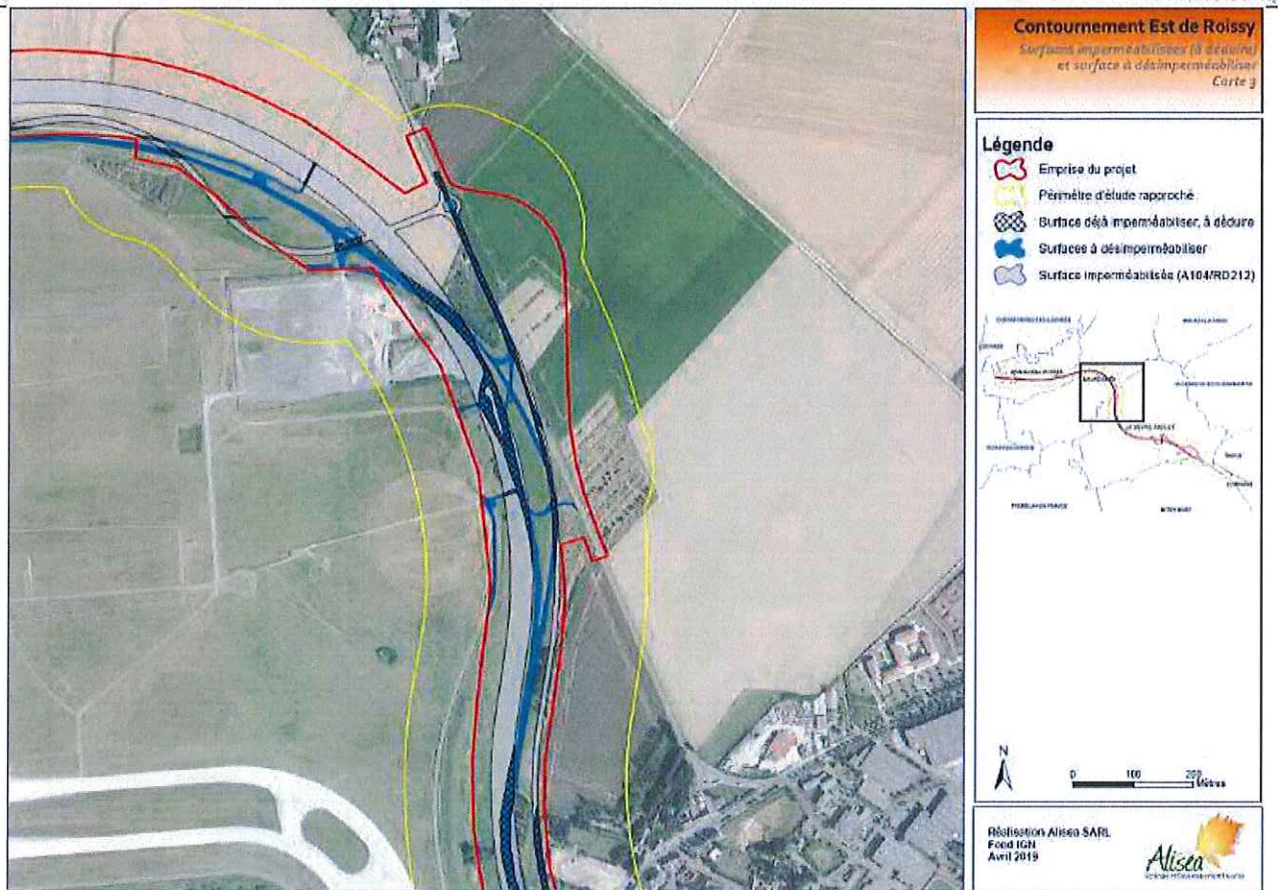 Contournement Est de Roissy
Surfaces imperméabilisées (à déduire)
et surface à désimperméabiliser
Carte 3
Légende
Emprise du projet
Périmètre d'étude rapproché
Surface déjà imperméabiliser, à déduire
Surfaces à désimperméabiliser
Surface imperméabilisée (A104/RD212)
N
0 100 200
Mètres
Réalisation Alisea SARL
Fond IGN
Avril 2019
Alisea